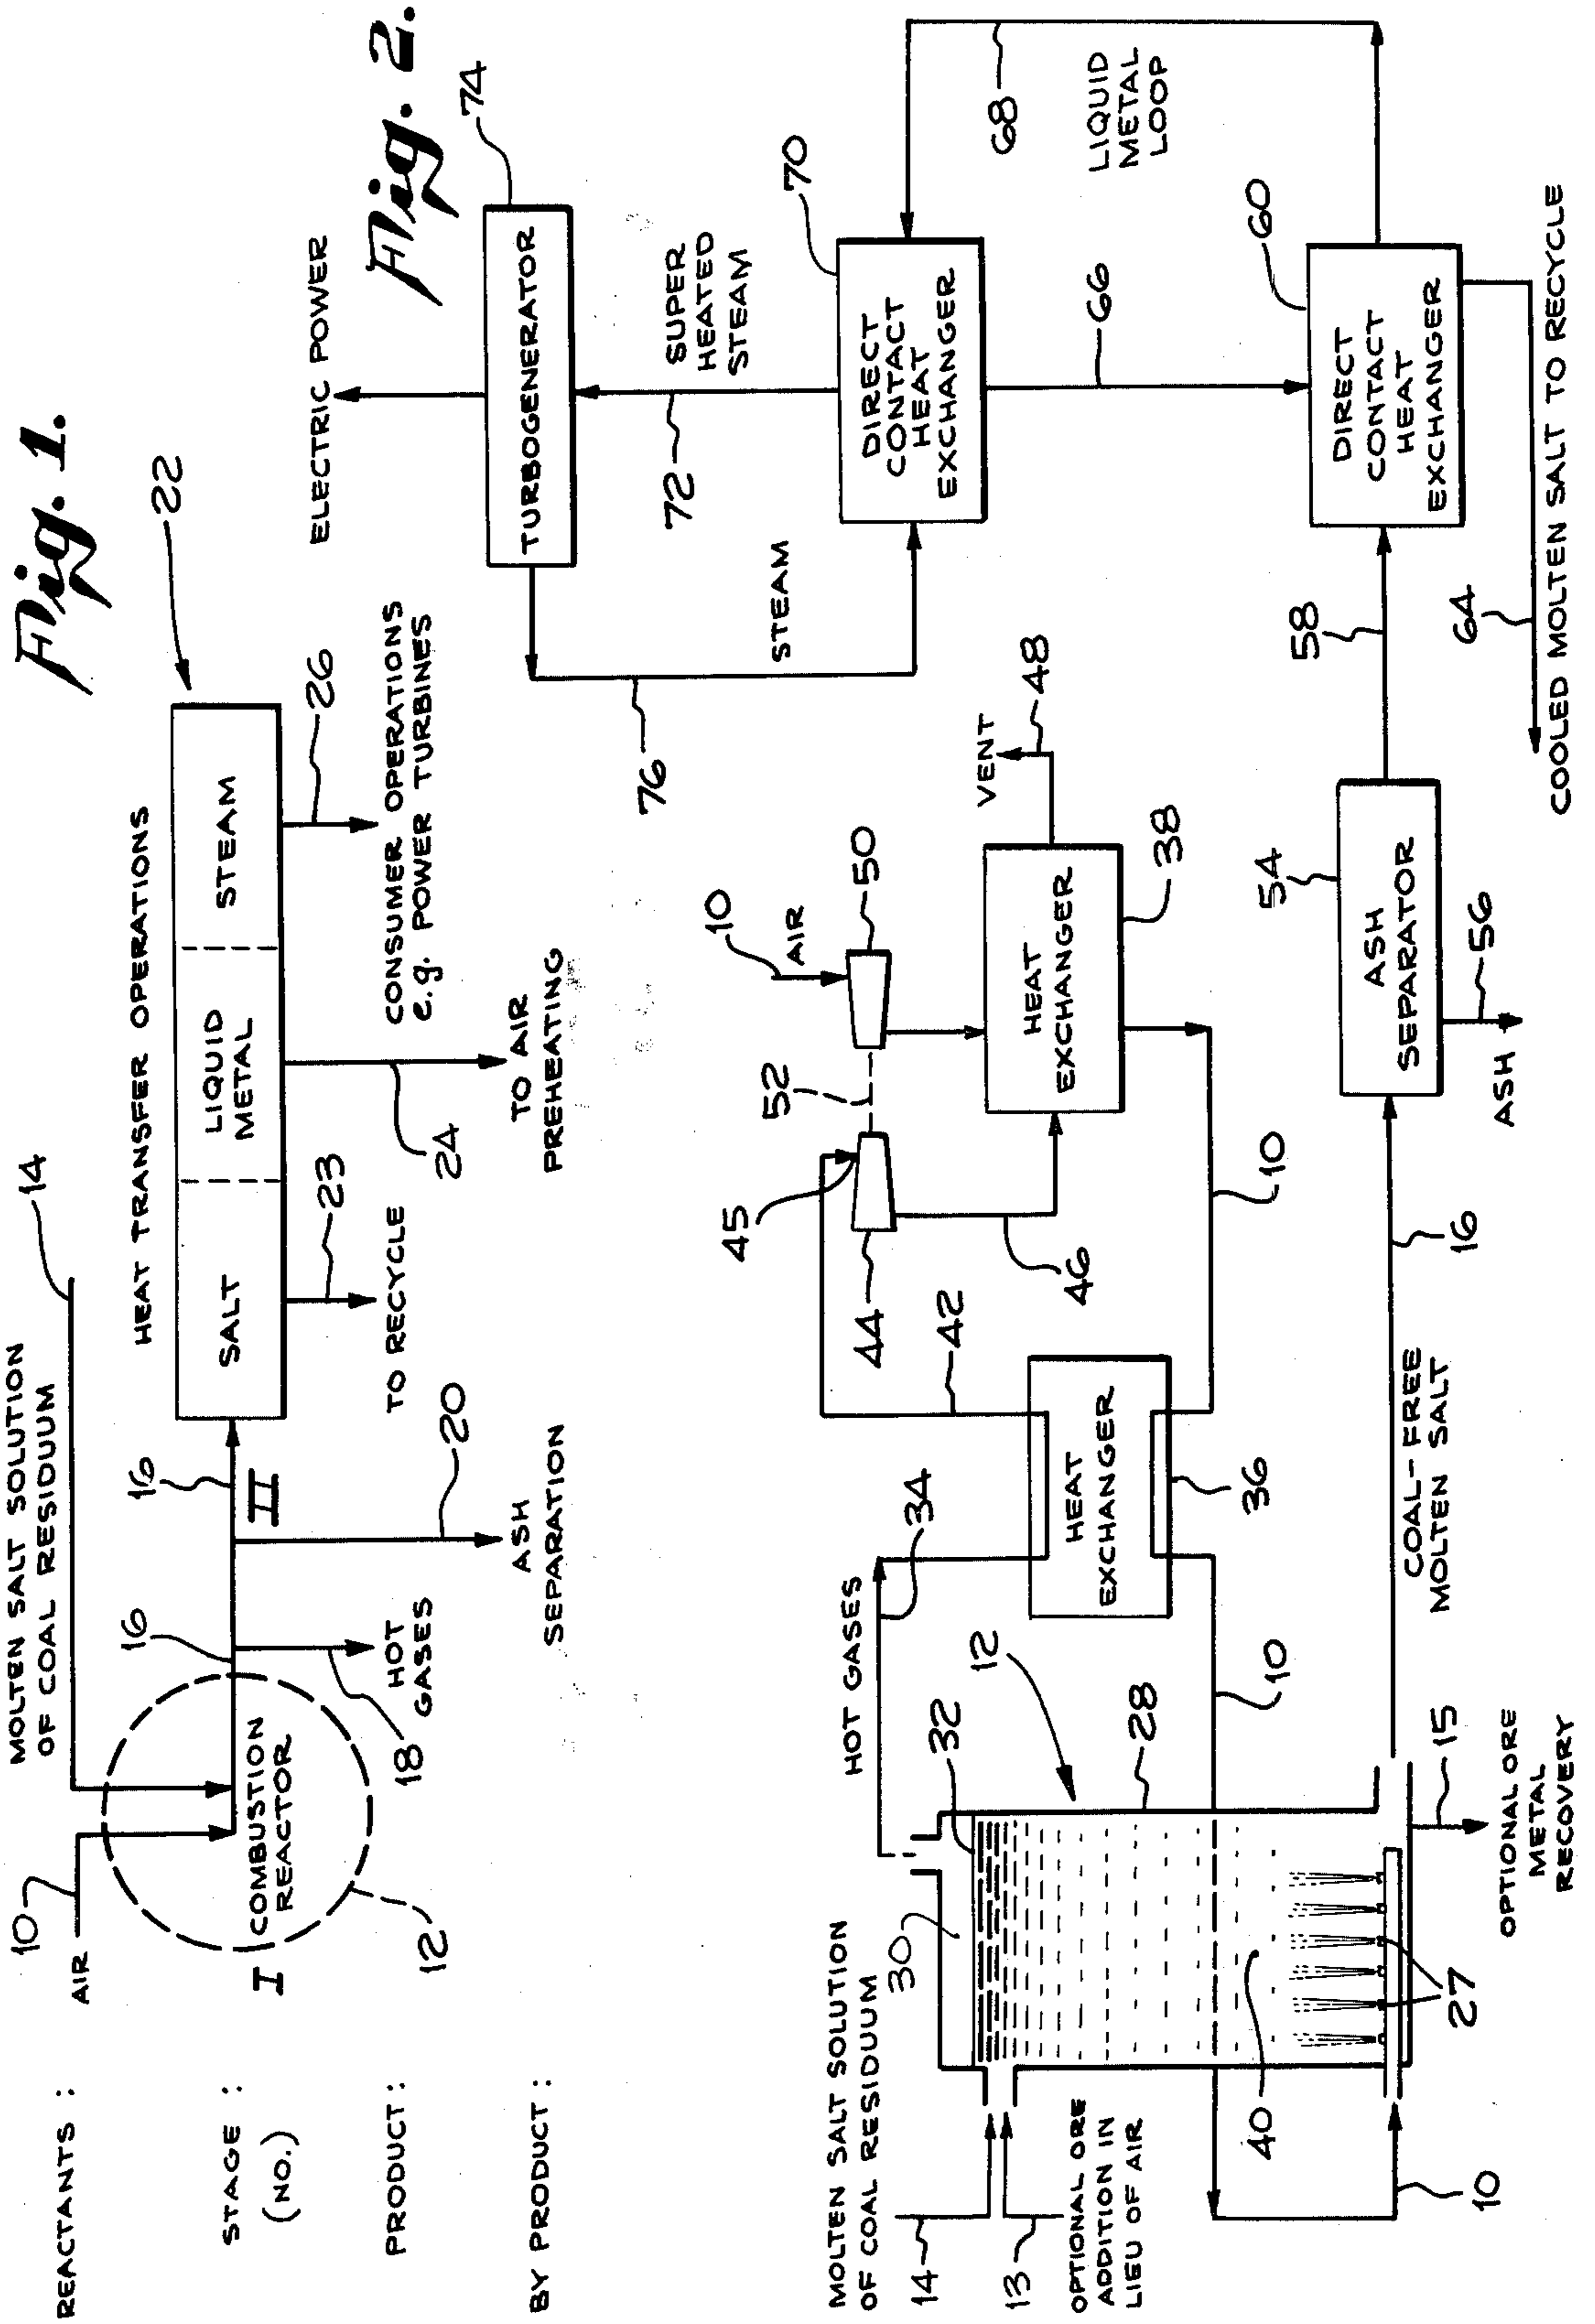 Fig. 1.
REACTANTS :
STAGE :
(NO.)
PRODUCT :
BY PRODUCT :
10
AIR
MOLTEN SALT SOLUTION
OF COAL RESIDUUM
14
I
COMBUSTION
REACTOR
12
16
18
HOT
GASES
16
II
20
ASH
SEPARATION
HEAT TRANSFER OPERATIONS
22
SALT
LIQUID
METAL
STEAM
23
TO RECYCLE
24
TO AIR
PREHEATING
26
CONSUMER OPERATIONS
e.g. POWER TURBINES
Fig. 2.
MOLTEN SALT SOLUTION
OF COAL RESIDUUM
14
13
OPTIONAL ORE
ADDITION IN
LIEU OF AIR
30
32
12
28
40
27
10
10
15
OPTIONAL ORE
METAL
RECOVERY
HOT GASES
34
HEAT
EXCHANGER
36
42
44
45
46
10
52
50
10
AIR
HEAT
EXCHANGER
38
VENT
48
COAL-FREE
MOLTEN SALT
16
ASH
SEPARATOR
54
56
ASH
58
DIRECT
CONTACT
HEAT
EXCHANGER
60
64
COOLED MOLTEN SALT TO RECYCLE
66
68
LIQUID
METAL
LOOP
DIRECT
CONTACT
HEAT
EXCHANGER
70
72
SUPER
HEATED
STEAM
TURBOGENERATOR
74
ELECTRIC POWER
76
STEAM